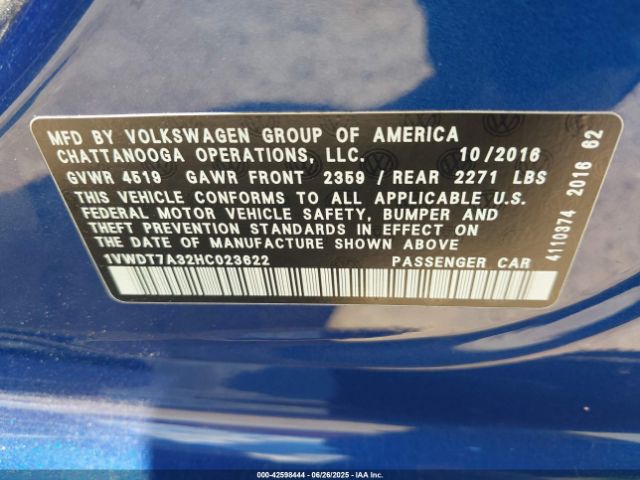 MFD BY VOLKSWAGEN GROUP OF AMERICA
CHATTANOOGA OPERATIONS, LLC. 10/2016
GVWR 4519 GAWR FRONT 2359 / REAR 2271 LBS
THIS VEHICLE CONFORMS TO ALL APPLICABLE U.S.
FEDERAL MOTOR VEHICLE SAFETY, BUMPER AND
THEFT PREVENTION STANDARDS IN EFFECT ON
THE DATE OF MANUFACTURE SHOWN ABOVE
1VWDT7A32HC023622 PASSENGER CAR
4110374 2016 62
000-42598444 - 06/26/2025 - IAA Inc.